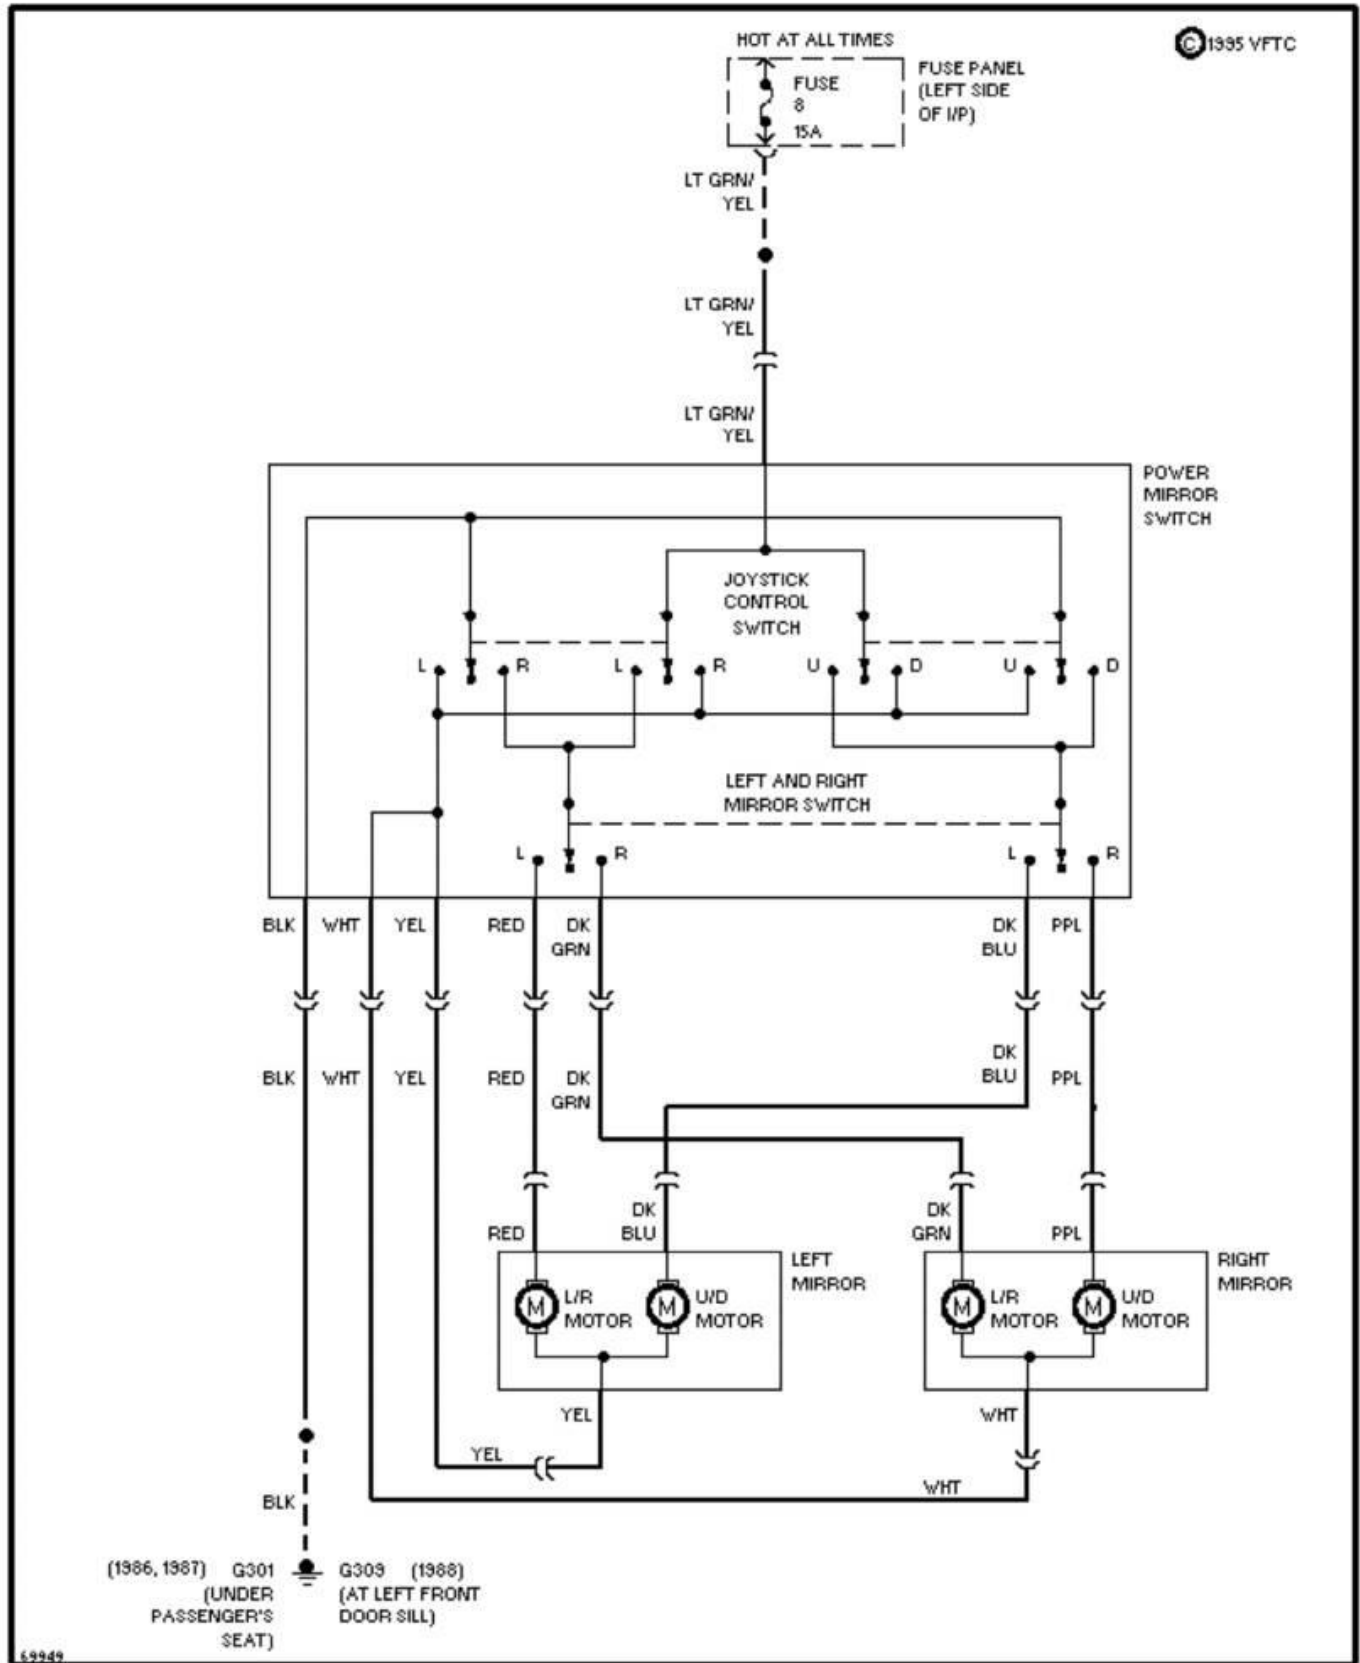 HOT AT ALL TIMES
© 1995 VFTC
FUSE
8
15A
FUSE PANEL
(LEFT SIDE
OF I/P)
LT GRN/
YEL
LT GRN/
YEL
LT GRN/
YEL
POWER
MIRROR
SWITCH
JOYSTICK
CONTROL
SWITCH
L R L R U D U D
LEFT AND RIGHT
MIRROR SWITCH
L R L R
BLK WHT YEL RED DK
GRN
DK
BLU
PPL
BLK WHT YEL RED DK
GRN
DK
BLU
PPL
RED
DK
BLU
DK
GRN
PPL
LEFT
MIRROR
RIGHT
MIRROR
M L/R
MOTOR
M U/D
MOTOR
M L/R
MOTOR
M U/D
MOTOR
YEL
WHT
YEL
WHT
BLK
(1986, 1987) G301
(UNDER
PASSENGER'S
SEAT)
G309 (1988)
(AT LEFT FRONT
DOOR SILL)
69949